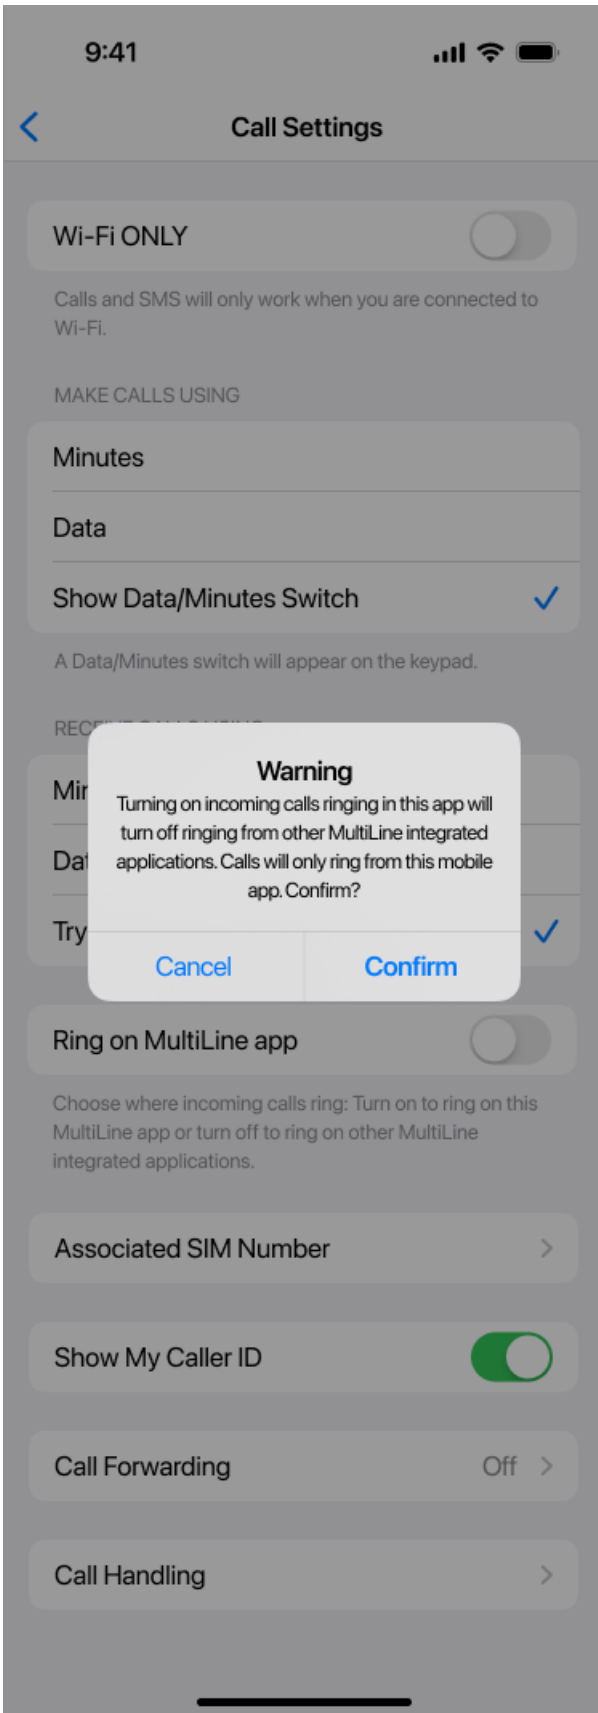 9:41
Call Settings
Wi-Fi ONLY
Calls and SMS will only work when you are connected to
Wi-Fi.
MAKE CALLS USING
Minutes
Data
Show Data/Minutes Switch
A Data/Minutes switch will appear on the keypad.
Warning
Turning on incoming calls ringing in this app will
turn off ringing from other MultiLine integrated
applications. Calls will only ring from this mobile
app. Confirm?
Try
Cancel
Confirm
Ring on MultiLine app
Choose where incoming calls ring: Turn on to ring on this
MultiLine app or turn off to ring on other MultiLine
integrated applications.
Associated SIM Number
Show My Caller ID
Call Forwarding
Off
Call Handling